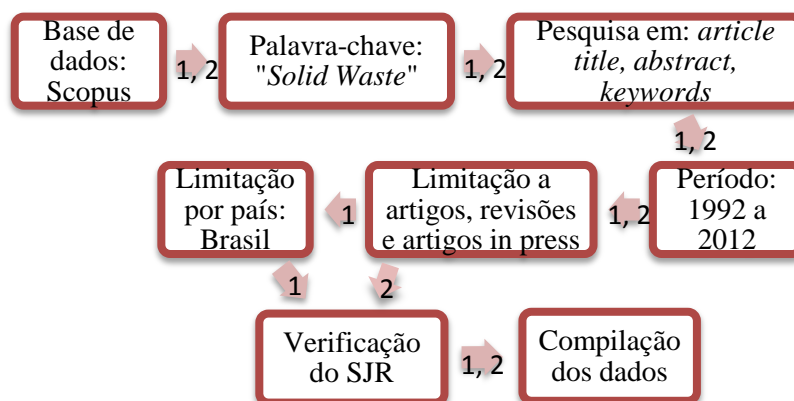 Base de
dados:
Scopus
1, 2
Palavra-chave:
"Solid Waste"
1, 2
Pesquisa em: article
title, abstract,
keywords
1, 2
Período:
1992 a
2012
1, 2
Limitação a
artigos, revisões
e artigos in press
1
Limitação
por país:
Brasil
1
2
Verificação
do SJR
1, 2
Compilação
dos dados